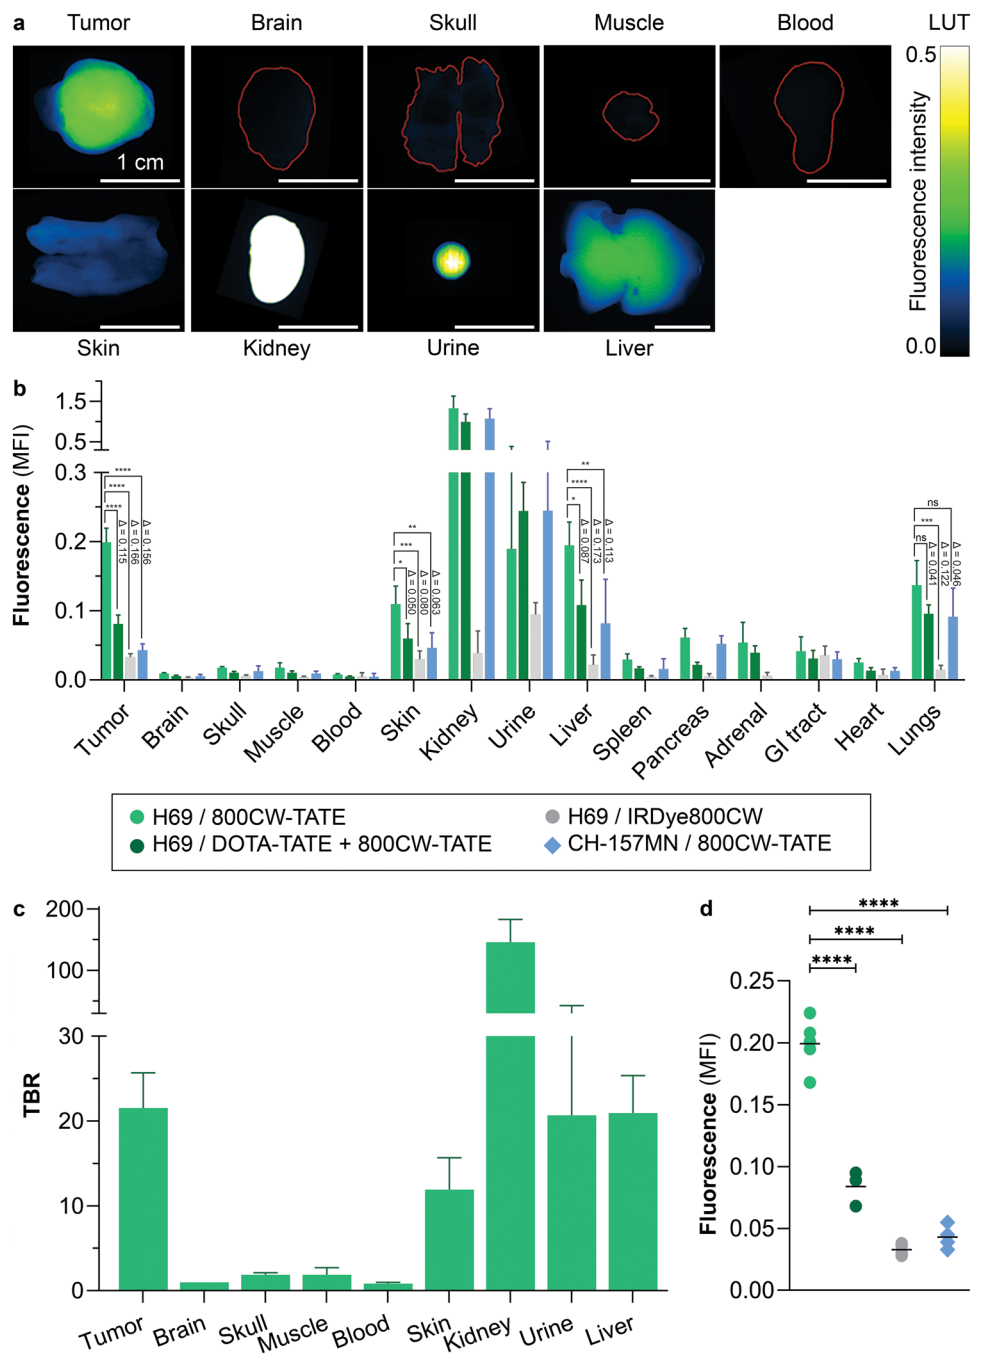 a Tumor Brain Skull Muscle Blood LUT
0.5
1 cm
Fluorescence intensity
0.0
Skin Kidney Urine Liver
b
1.5
0.5
0.3
0.2
0.1
0.0
Fluorescence (MFI)
****
****
****
Δ = 0.115
Δ = 0.166
Δ = 0.156
**
***
*
Δ = 0.050
Δ = 0.080
Δ = 0.063
**
****
*
Δ = 0.087
Δ = 0.173
Δ = 0.113
ns
***
ns
Δ = 0.041
Δ = 0.122
Δ = 0.046
Tumor Brain Skull Muscle Blood Skin Kidney Urine Liver Spleen Pancreas Adrenal GI tract Heart Lungs
H69 / 800CW-TATE H69 / IRDye800CW
H69 / DOTA-TATE + 800CW-TATE CH-157MN / 800CW-TATE
c
200
100
30
20
10
0
TBR
Tumor Brain Skull Muscle Blood Skin Kidney Urine Liver
d
****
****
****
0.25
0.20
0.15
0.10
0.05
0.00
Fluorescence (MFI)